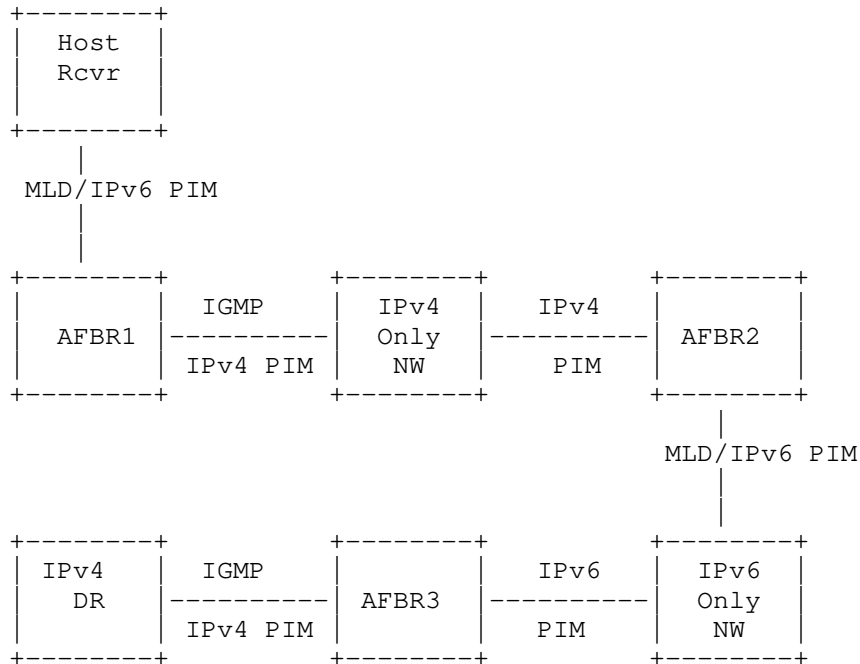 Host
Rcvr
MLD/IPv6 PIM
IGMP IPv4 IPv4
AFBR1 Only AFBR2
IPv4 PIM NW PIM
MLD/IPv6 PIM
IPv4 IGMP IPv6 IPv6
DR AFBR3 Only
IPv4 PIM PIM NW